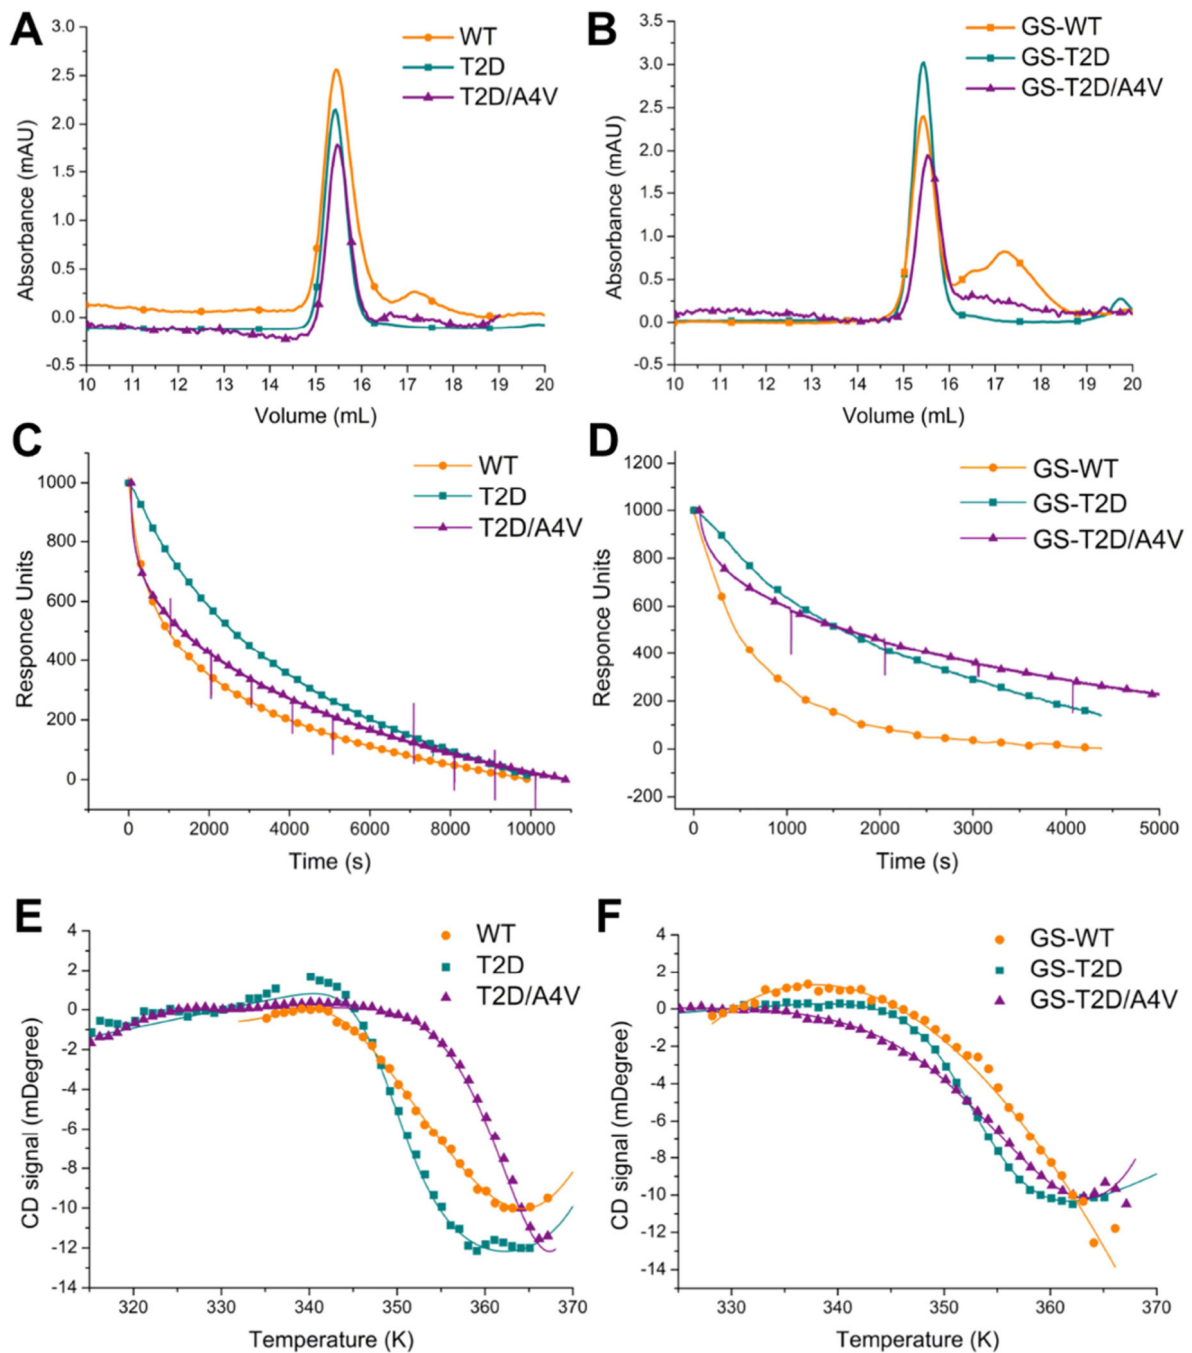 A
WT
T2D
T2D/A4V
3.0
2.5
2.0
1.5
1.0
0.5
0.0
-0.5
Absorbance (mAU)
10 11 12 13 14 15 16 17 18 19 20
Volume (mL)
B
GS-WT
GS-T2D
GS-T2D/A4V
3.5
3.0
2.5
2.0
1.5
1.0
0.5
0.0
-0.5
Absorbance (mAU)
10 11 12 13 14 15 16 17 18 19 20
Volume (mL)
C
WT
T2D
T2D/A4V
1000
800
600
400
200
0
Responce Units
0 2000 4000 6000 8000 10000
Time (s)
D
GS-WT
GS-T2D
GS-T2D/A4V
1200
1000
800
600
400
200
0
-200
Responce Units
0 1000 2000 3000 4000 5000
Time (s)
E
WT
T2D
T2D/A4V
4
2
0
-2
-4
-6
-8
-10
-12
-14
CD signal (mDegree)
320 330 340 350 360 370
Temperature (K)
F
GS-WT
GS-T2D
GS-T2D/A4V
4
2
0
-2
-4
-6
-8
-10
-12
-14
CD signal (mDegree)
330 340 350 360 370
Temperature (K)